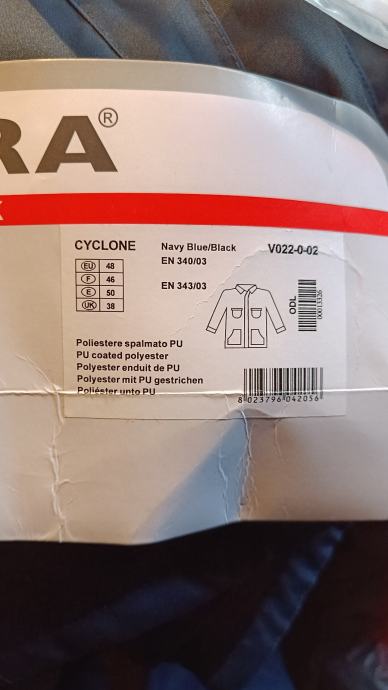 RA®
CYCLONE Navy Blue/Black V022-0-02
EN 340/03
EU 48
F 46
E 50
UK 38
EN 343/03
ODL
00013336
Poliestere spalmato PU
PU coated polyester
Polyester enduit de PU
Polyester mit PU gestrichen
Poliéster unto PU
8 023796 042056